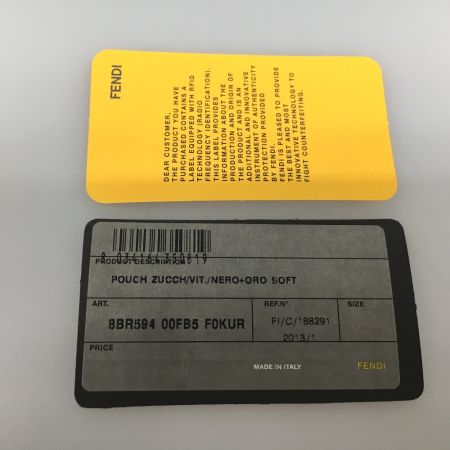 FENDI
DEAR CUSTOMER,
THE PRODUCT YOU HAVE
PURCHASED CONTAINS A
LABEL EQUIPPED WITH RFID
TECHNOLOGY (RADIO
FREQUENCY IDENTIFICATION).
THIS LABEL PROVIDES
INFORMATION ABOUT THE
PRODUCTION AND ORIGIN OF
THE PRODUCT AND IS AN
ADDITIONAL AND INNOVATIVE
INSTRUMENT OF AUTHENTICITY
PROTECTION PROVIDED
BY FENDI.
FENDI IS PLEASED TO PROVIDE
THE BEST AND MOST
INNOVATIVE TECHNOLOGY TO
FIGHT COUNTERFEITING.
8 034164 350819
PRODUCT DESCRIPTION
POUCH ZUCCH/VIT./NERO+ORO SOFT
ART. REF.N° SIZE
8BR594 00FB5 F0KUR FI/C/188291
2013/1
PRICE
MADE IN ITALY FENDI